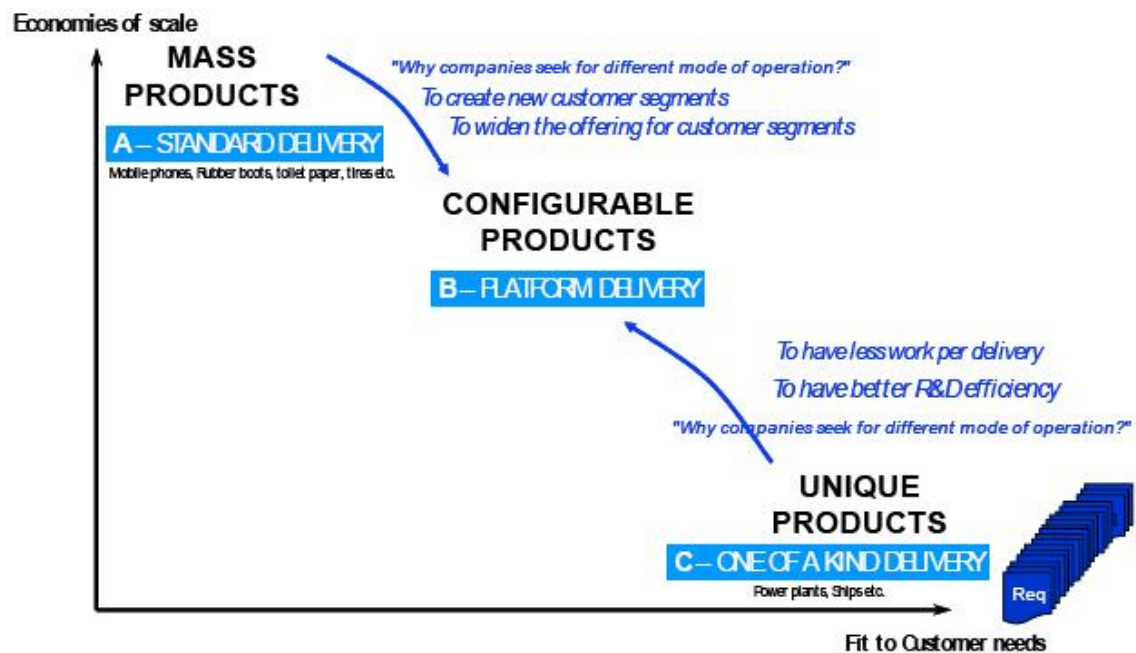 Economies of scale
MASS
PRODUCTS
A – STANDARD DELIVERY
Mobile phones, Rubber boots, toilet paper, tires etc.
"Why companies seek for different mode of operation?"
To create new customer segments
To widen the offering for customer segments
CONFIGURABLE
PRODUCTS
B – PLATFORM DELIVERY
To have less work per delivery
To have better R&D efficiency
"Why companies seek for different mode of operation?"
UNIQUE
PRODUCTS
C – ONE OF A KIND DELIVERY
Power plants, Ships etc.
Req
Fit to Customer needs